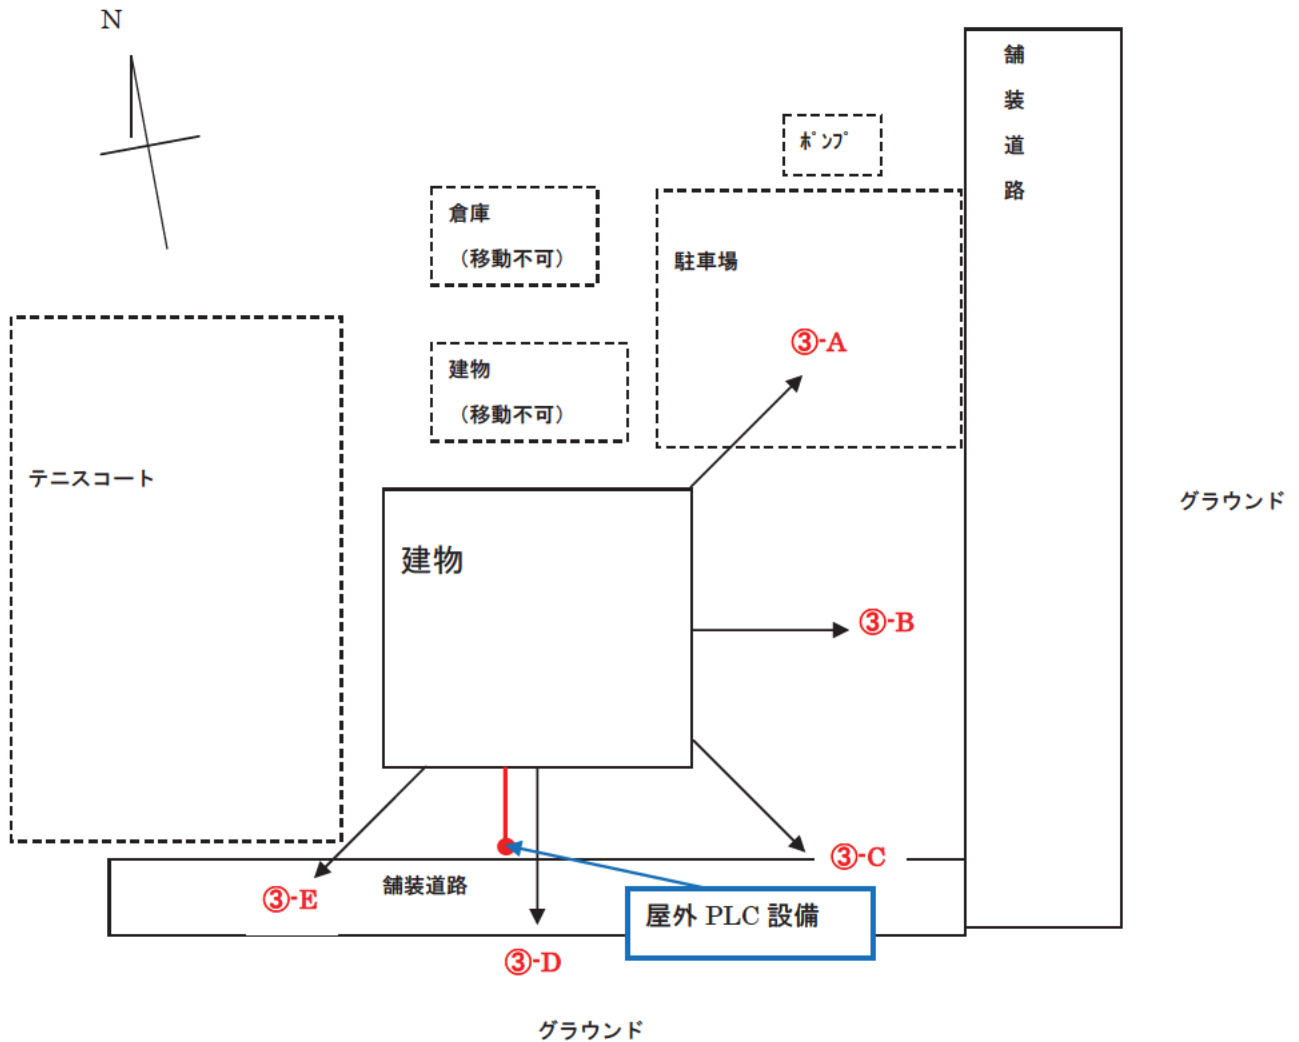 N
舗
装
道
路
ﾎﾟﾝﾌﾟ
倉庫
（移動不可）
駐車場
③-A
建物
（移動不可）
テニスコート
グラウンド
建物
③-B
③-C
舗装道路
③-E
屋外 PLC 設備
③-D
グラウンド